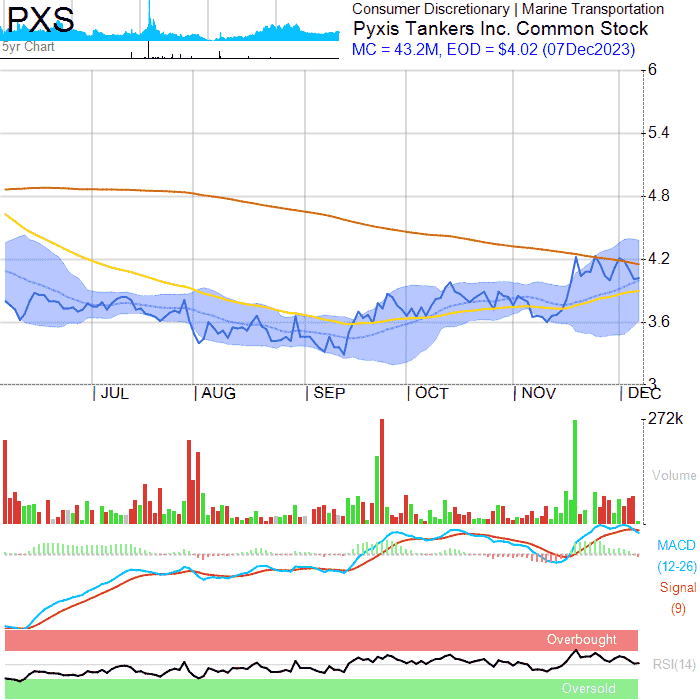 PXS
5yr Chart
Consumer Discretionary | Marine Transportation
Pyxis Tankers Inc. Common Stock
MC = 43.2M, EOD = $4.02 (07Dec2023)
6
5.4
4.8
4.2
3.6
3
JUL
AUG
SEP
OCT
NOV
DEC
272k
Volume
MACD
(12-26)
Signal
(9)
Overbought
RSI(14)
Oversold